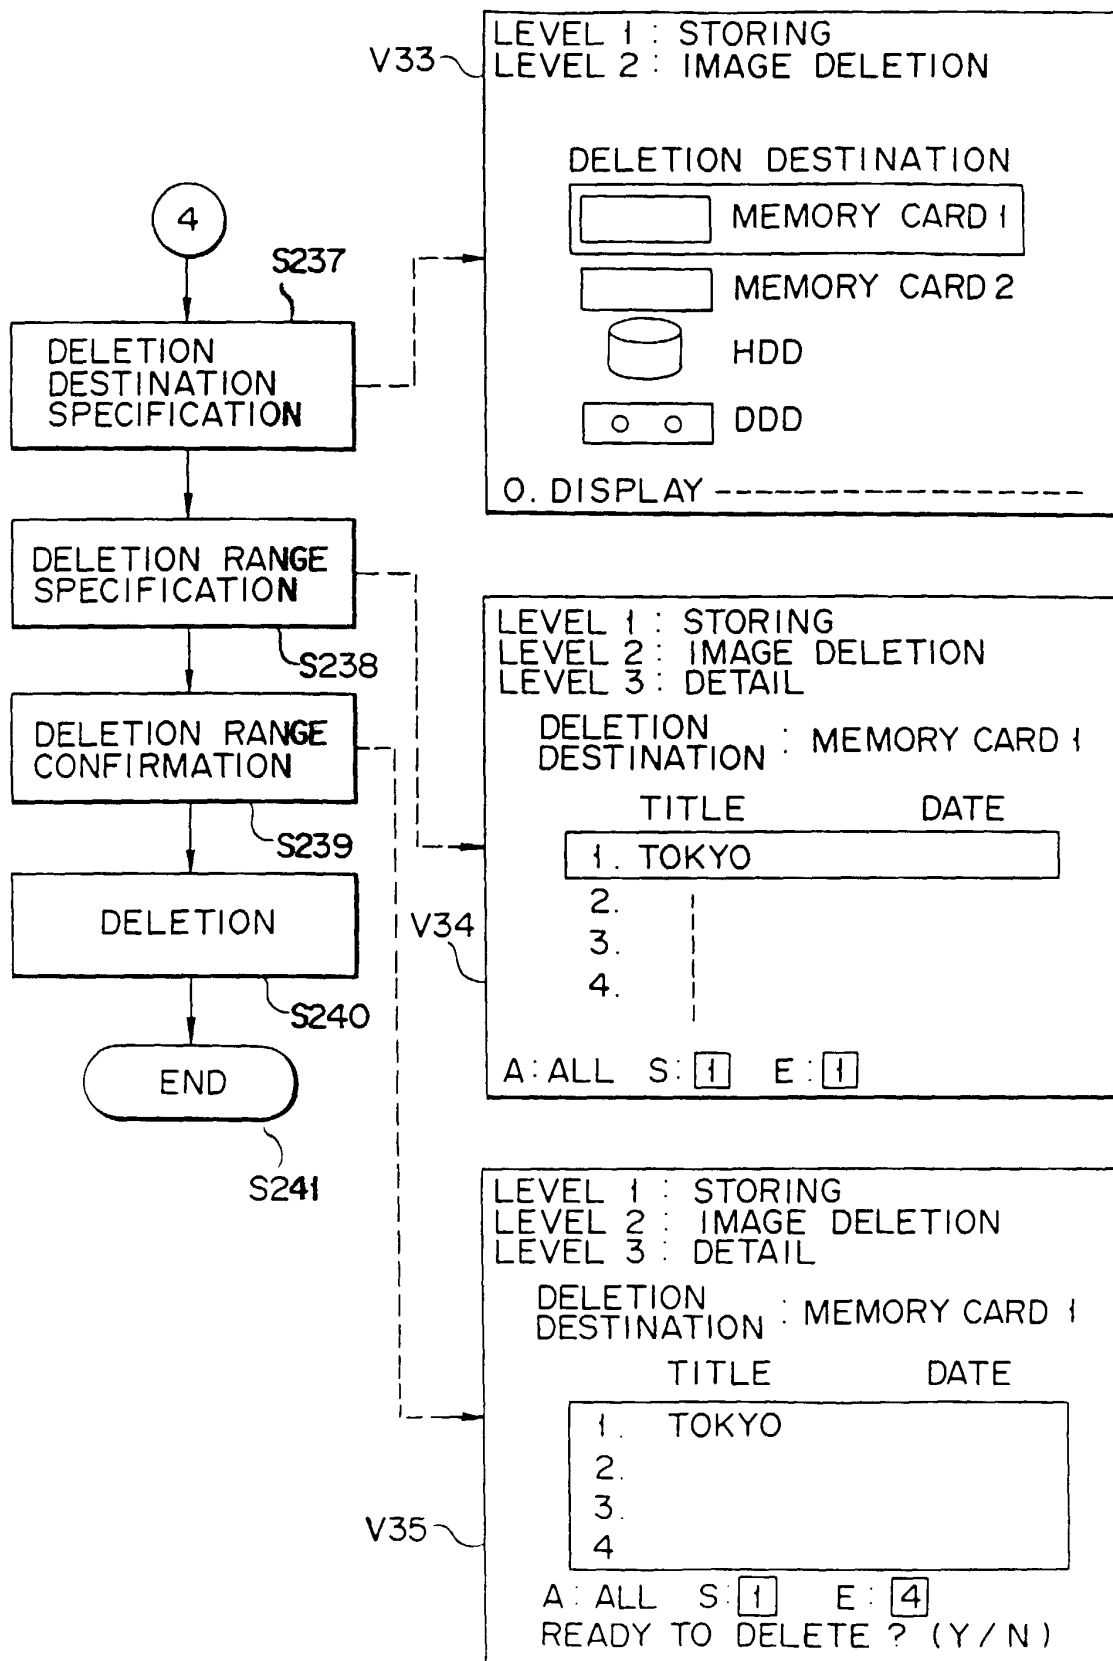 4
S237
DELETION
DESTINATION
SPECIFICATION
DELETION RANGE
SPECIFICATION
S238
DELETION RANGE
CONFIRMATION
S239
DELETION
S240
END
S241
V33
LEVEL 1 : STORING
LEVEL 2 : IMAGE DELETION
DELETION DESTINATION
MEMORY CARD 1
MEMORY CARD 2
HDD
DDD
O. DISPLAY
V34
LEVEL 1 : STORING
LEVEL 2 : IMAGE DELETION
LEVEL 3 : DETAIL
DELETION
DESTINATION : MEMORY CARD 1
TITLE DATE
1. TOKYO
2.
3.
4.
A : ALL S : 1 E : 1
V35
LEVEL 1 : STORING
LEVEL 2 : IMAGE DELETION
LEVEL 3 : DETAIL
DELETION
DESTINATION : MEMORY CARD 1
TITLE DATE
1. TOKYO
2.
3.
4
A : ALL S : 1 E : 4
READY TO DELETE ? (Y/N)